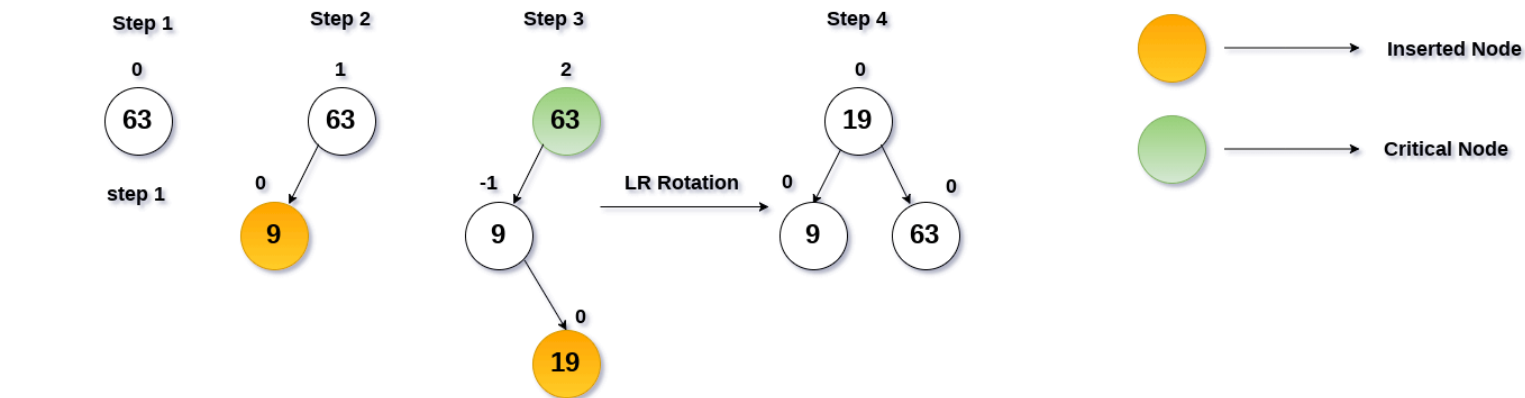 Step 1
Step 2
Step 3
Step 4
0
1
2
0
63
63
63
19
Inserted Node
Critical Node
step 1
0
-1
LR Rotation
0
0
9
9
9
63
0
19